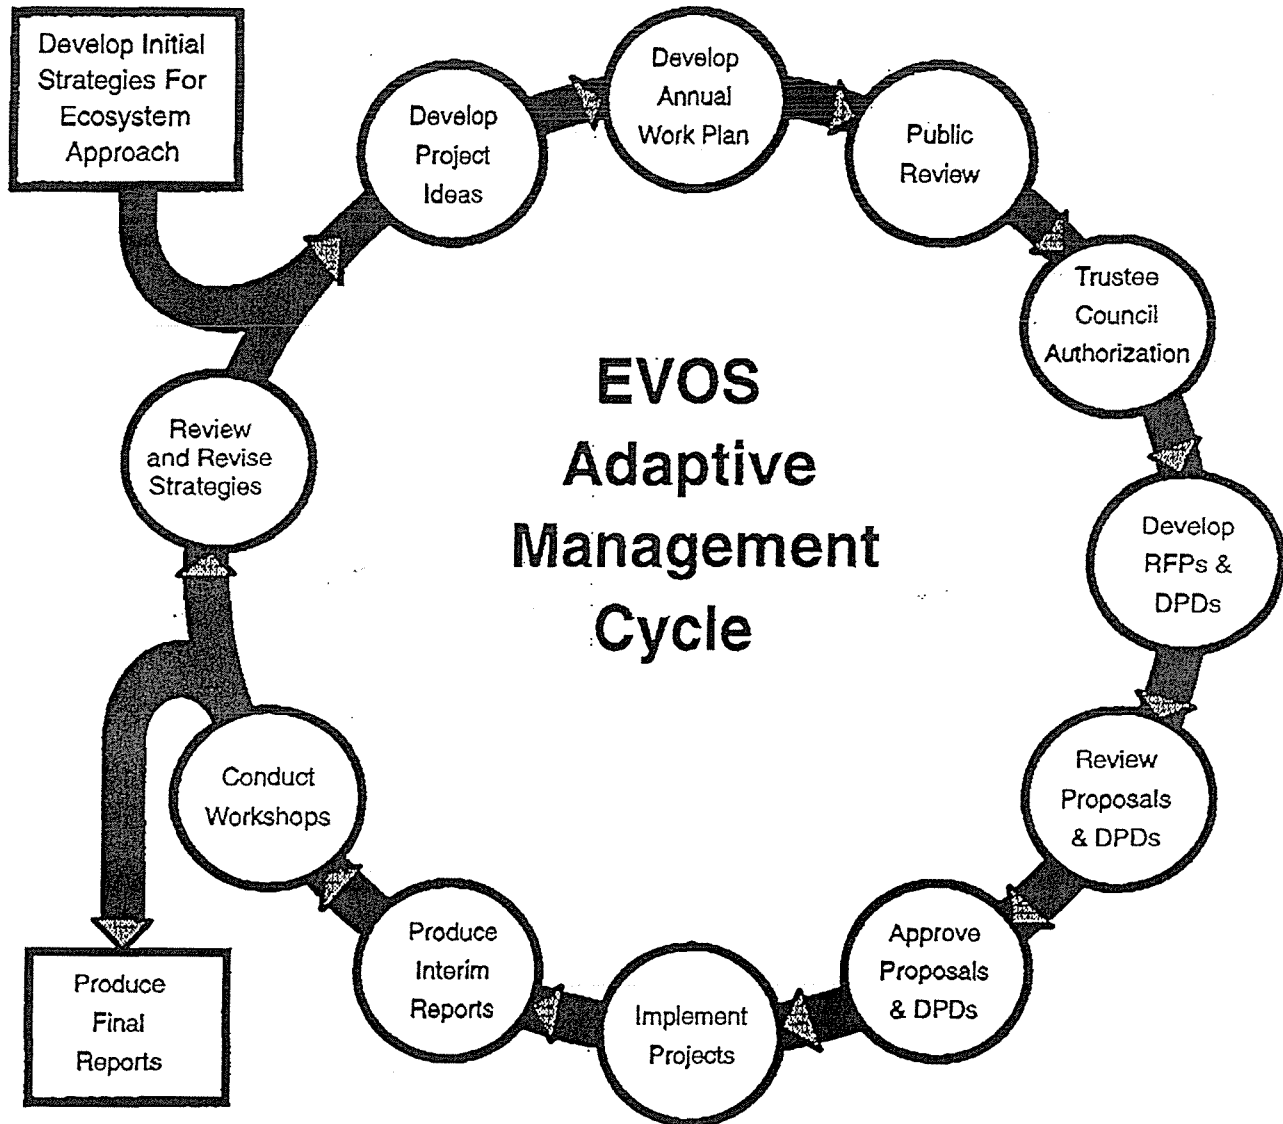 Develop Initial
Strategies For
Ecosystem
Approach
Develop
Project
Ideas
Develop
Annual
Work Plan
Public
Review
Trustee
Council
Authorization
Develop
RFPs &
DPDs
Review
Proposals
& DPDs
Approve
Proposals
& DPDs
Implement
Projects
Produce
Interim
Reports
Conduct
Workshops
Review
and Revise
Strategies
Produce
Final
Reports
EVOS
Adaptive
Management
Cycle